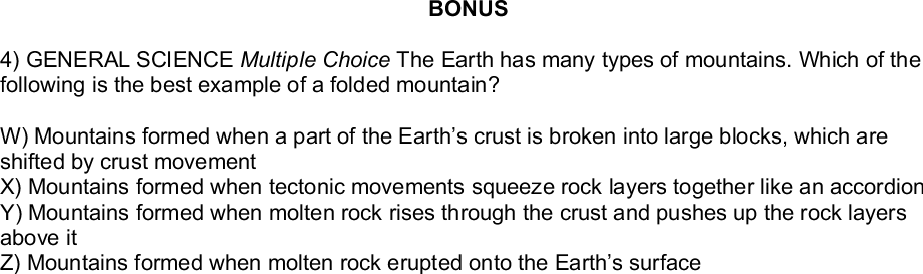 BONUS
4) GENERAL SCIENCE Multiple Choice The Earth has many types of mountains. Which of the
following is the best example of a folded mountain?
W) Mountains formed when a part of the Earth’s crust is broken into large blocks, which are
shifted by crust movement
X) Mountains formed when tectonic movements squeeze rock layers together like an accordion
Y) Mountains formed when molten rock rises through the crust and pushes up the rock layers
above it
Z) Mountains formed when molten rock erupted onto the Earth’s surface